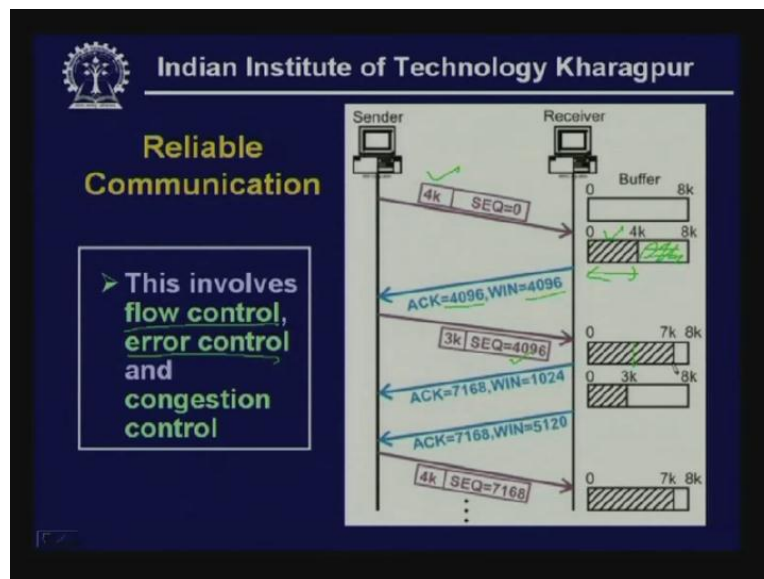 Indian Institute of Technology Kharagpur
Reliable
Communication
This involves
flow control,
error control
and
congestion
control
Sender
Receiver
Buffer
0 8k
4k SEQ=0
0 4k 8k
ACK=4096,WIN=4096
3k SEQ=4096
0 7k 8k
ACK=7168,WIN=1024
0 3k 8k
ACK=7168,WIN=5120
4k SEQ=7168
0 7k 8k